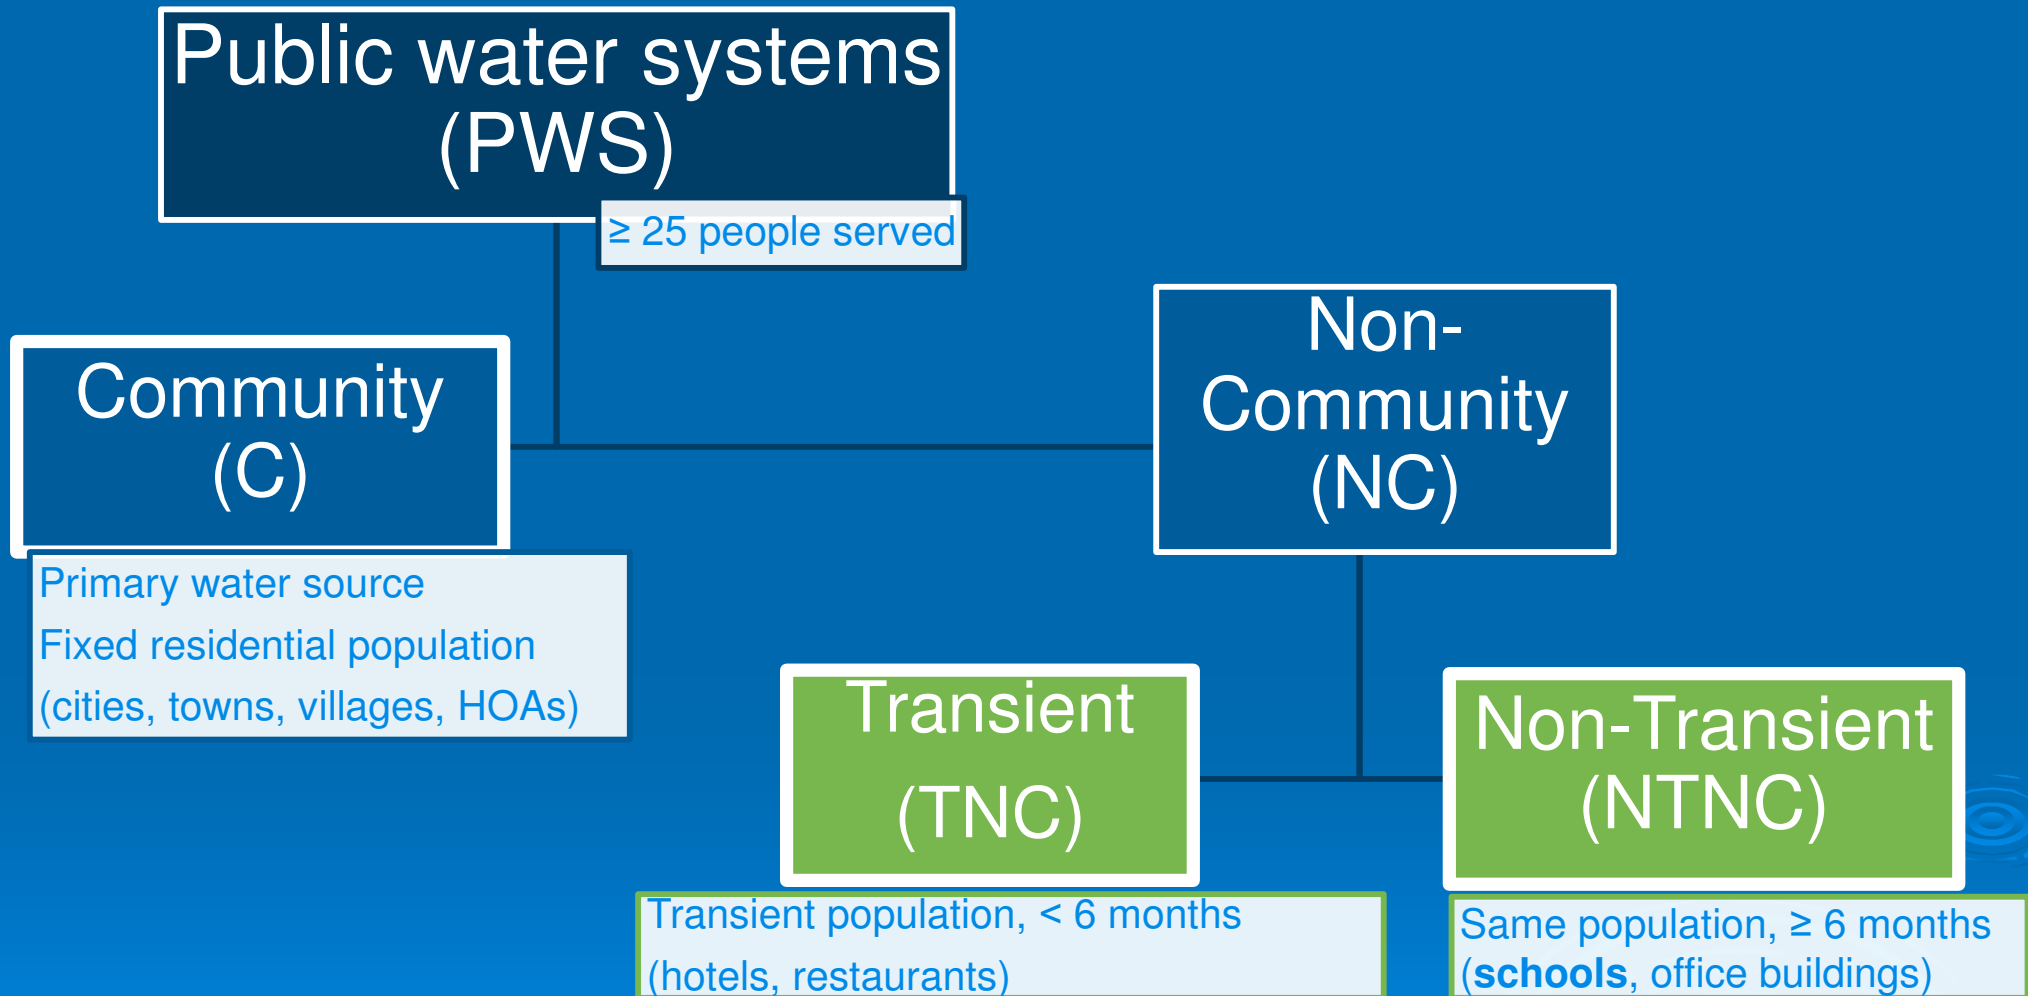 Public water systems
(PWS)
≥ 25 people served
Community
(C)
Primary water source
Fixed residential population
(cities, towns, villages, HOAs)
Non-
Community
(NC)
Transient
(TNC)
Transient population, < 6 months
(hotels, restaurants)
Non-Transient
(NTNC)
Same population, ≥ 6 months
(schools, office buildings)